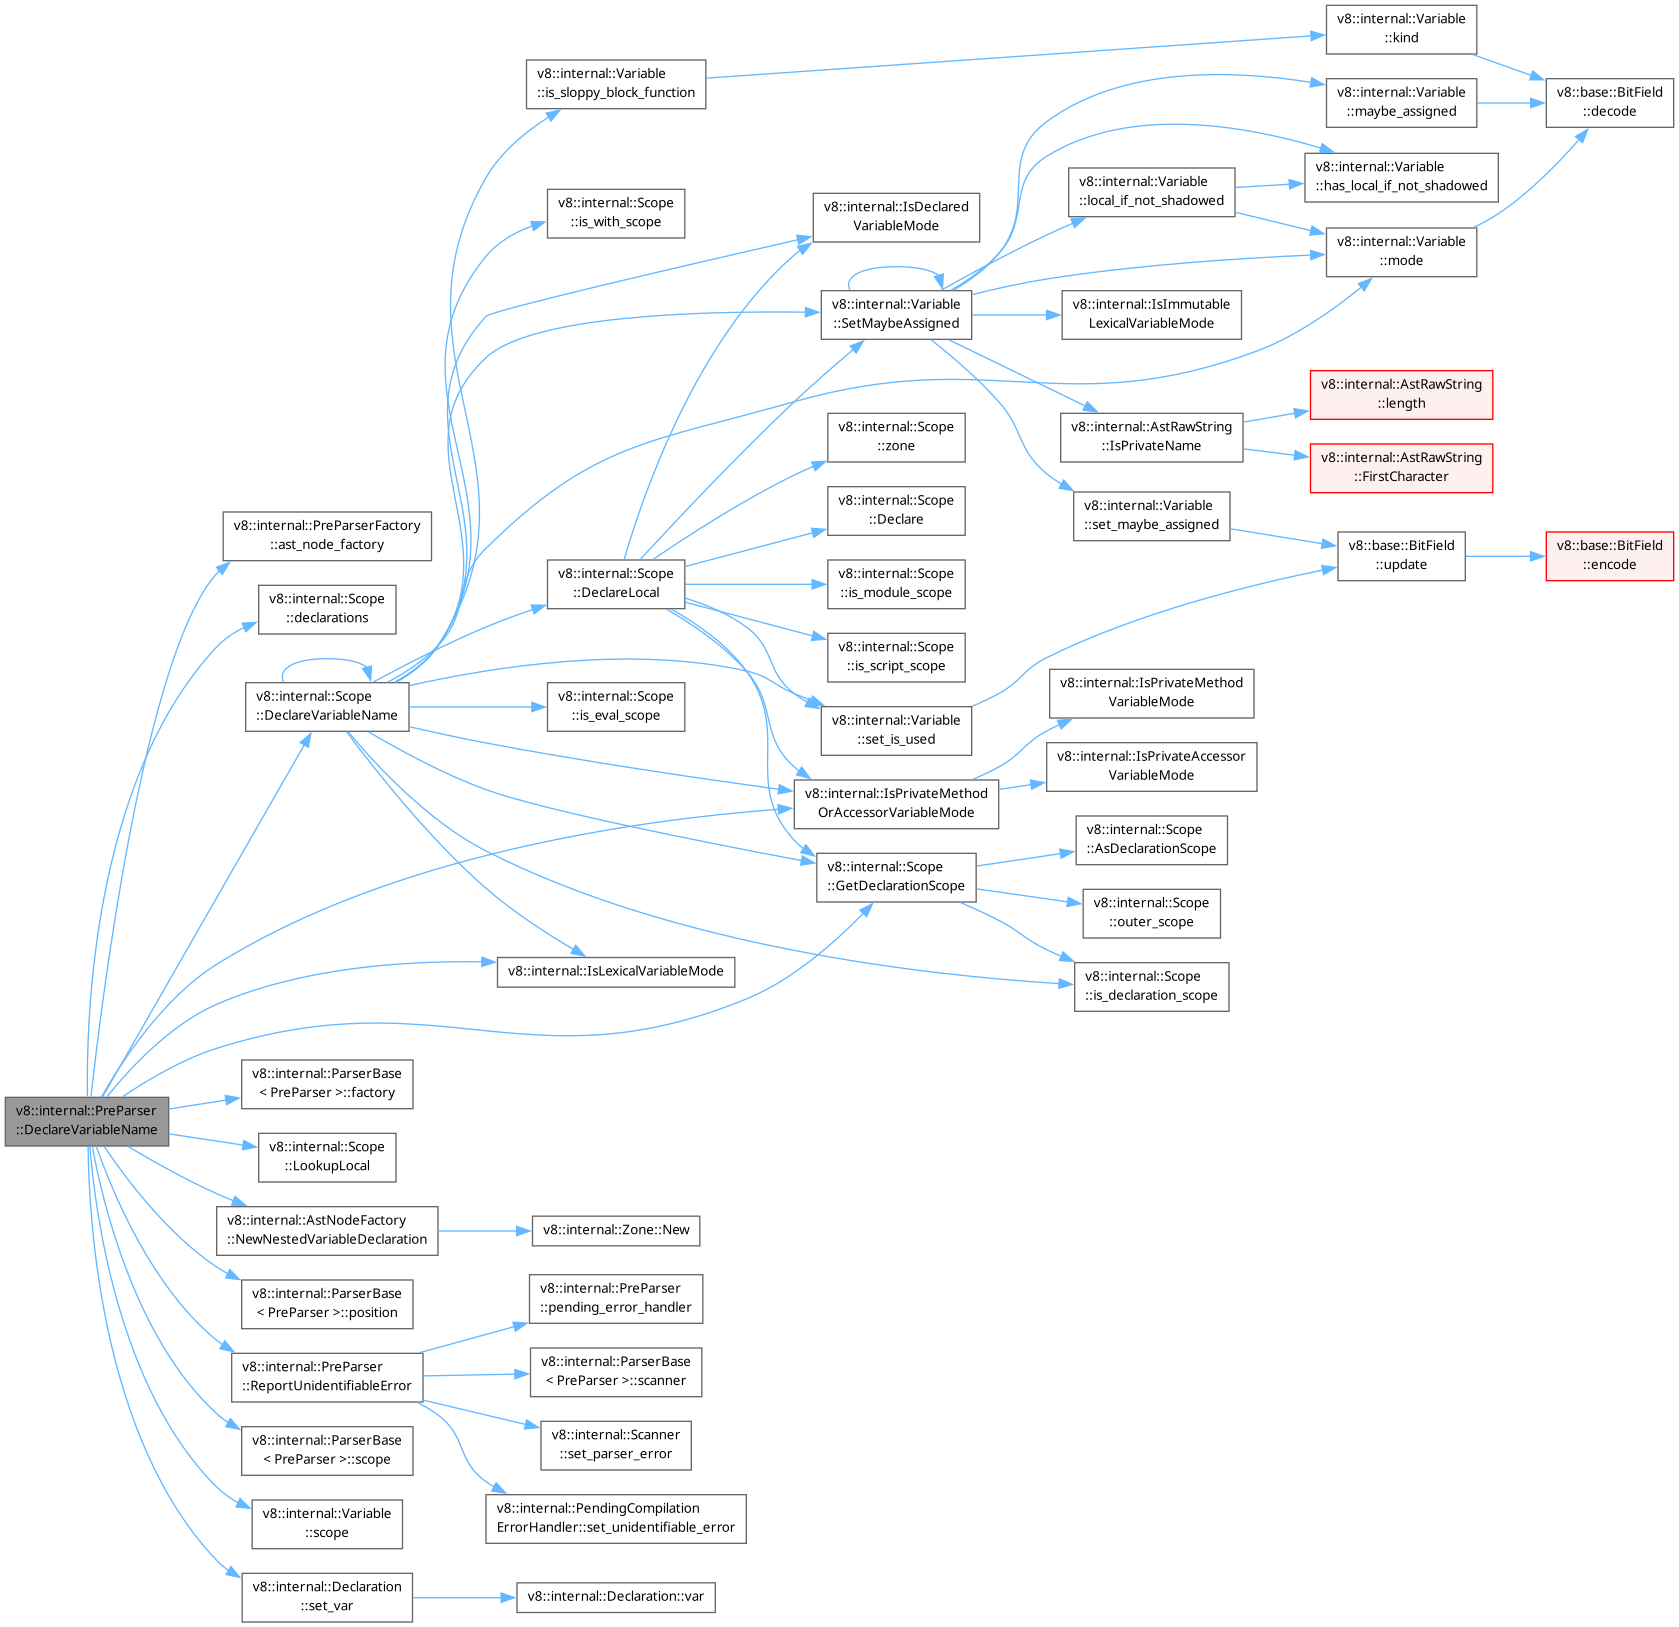 v8::internal::Variable
::kind
v8::internal::Variable
::is_sloppy_block_function
v8::internal::Variable
::maybe_assigned
v8::base::BitField
::decode
v8::internal::Variable
::has_local_if_not_shadowed
v8::internal::Variable
::local_if_not_shadowed
v8::internal::Scope
::is_with_scope
v8::internal::IsDeclared
VariableMode
v8::internal::Variable
::mode
v8::internal::Variable
::SetMaybeAssigned
v8::internal::IsImmutable
LexicalVariableMode
v8::internal::AstRawString
::length
v8::internal::Scope
::zone
v8::internal::AstRawString
::IsPrivateName
v8::internal::AstRawString
::FirstCharacter
v8::internal::Scope
::Declare
v8::internal::Variable
::set_maybe_assigned
v8::internal::PreParserFactory
::ast_node_factory
v8::base::BitField
::update
v8::base::BitField
::encode
v8::internal::Scope
::DeclareLocal
v8::internal::Scope
::is_module_scope
v8::internal::Scope
::declarations
v8::internal::Scope
::is_script_scope
v8::internal::IsPrivateMethod
VariableMode
v8::internal::Scope
::DeclareVariableName
v8::internal::Scope
::is_eval_scope
v8::internal::Variable
::set_is_used
v8::internal::IsPrivateAccessor
VariableMode
v8::internal::IsPrivateMethod
OrAccessorVariableMode
v8::internal::Scope
::AsDeclarationScope
v8::internal::Scope
::GetDeclarationScope
v8::internal::Scope
::outer_scope
v8::internal::IsLexicalVariableMode
v8::internal::Scope
::is_declaration_scope
v8::internal::ParserBase
< PreParser >::factory
v8::internal::PreParser
::DeclareVariableName
v8::internal::Scope
::LookupLocal
v8::internal::AstNodeFactory
::NewNestedVariableDeclaration
v8::internal::Zone::New
v8::internal::ParserBase
< PreParser >::position
v8::internal::PreParser
::pending_error_handler
v8::internal::PreParser
::ReportUnidentifiableError
v8::internal::ParserBase
< PreParser >::scanner
v8::internal::Scanner
::set_parser_error
v8::internal::ParserBase
< PreParser >::scope
v8::internal::PendingCompilation
ErrorHandler::set_unidentifiable_error
v8::internal::Variable
::scope
v8::internal::Declaration
::set_var
v8::internal::Declaration::var